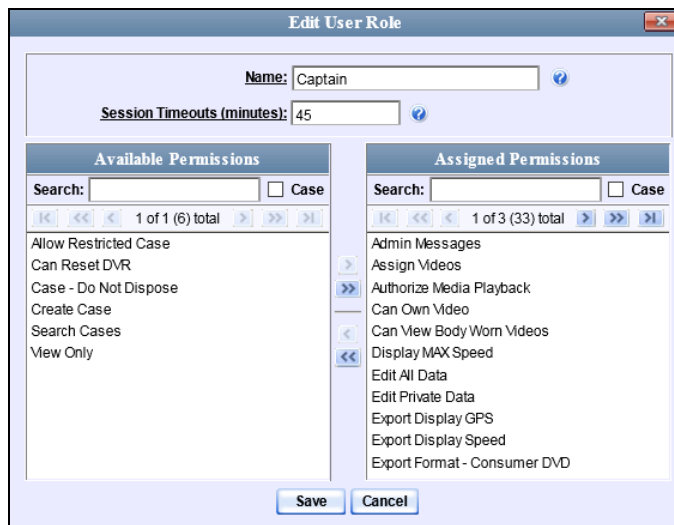 Edit User Role
Name: Captain
Session Timeouts (minutes): 45
Available Permissions
Search: Case
1 of 1 (6) total
Allow Restricted Case
Can Reset DVR
Case - Do Not Dispose
Create Case
Search Cases
View Only
Assigned Permissions
Search: Case
1 of 3 (33) total
Admin Messages
Assign Videos
Authorize Media Playback
Can Own Video
Can View Body Worn Videos
Display MAX Speed
Edit All Data
Edit Private Data
Export Display GPS
Export Display Speed
Export Format - Consumer DVD
Save Cancel